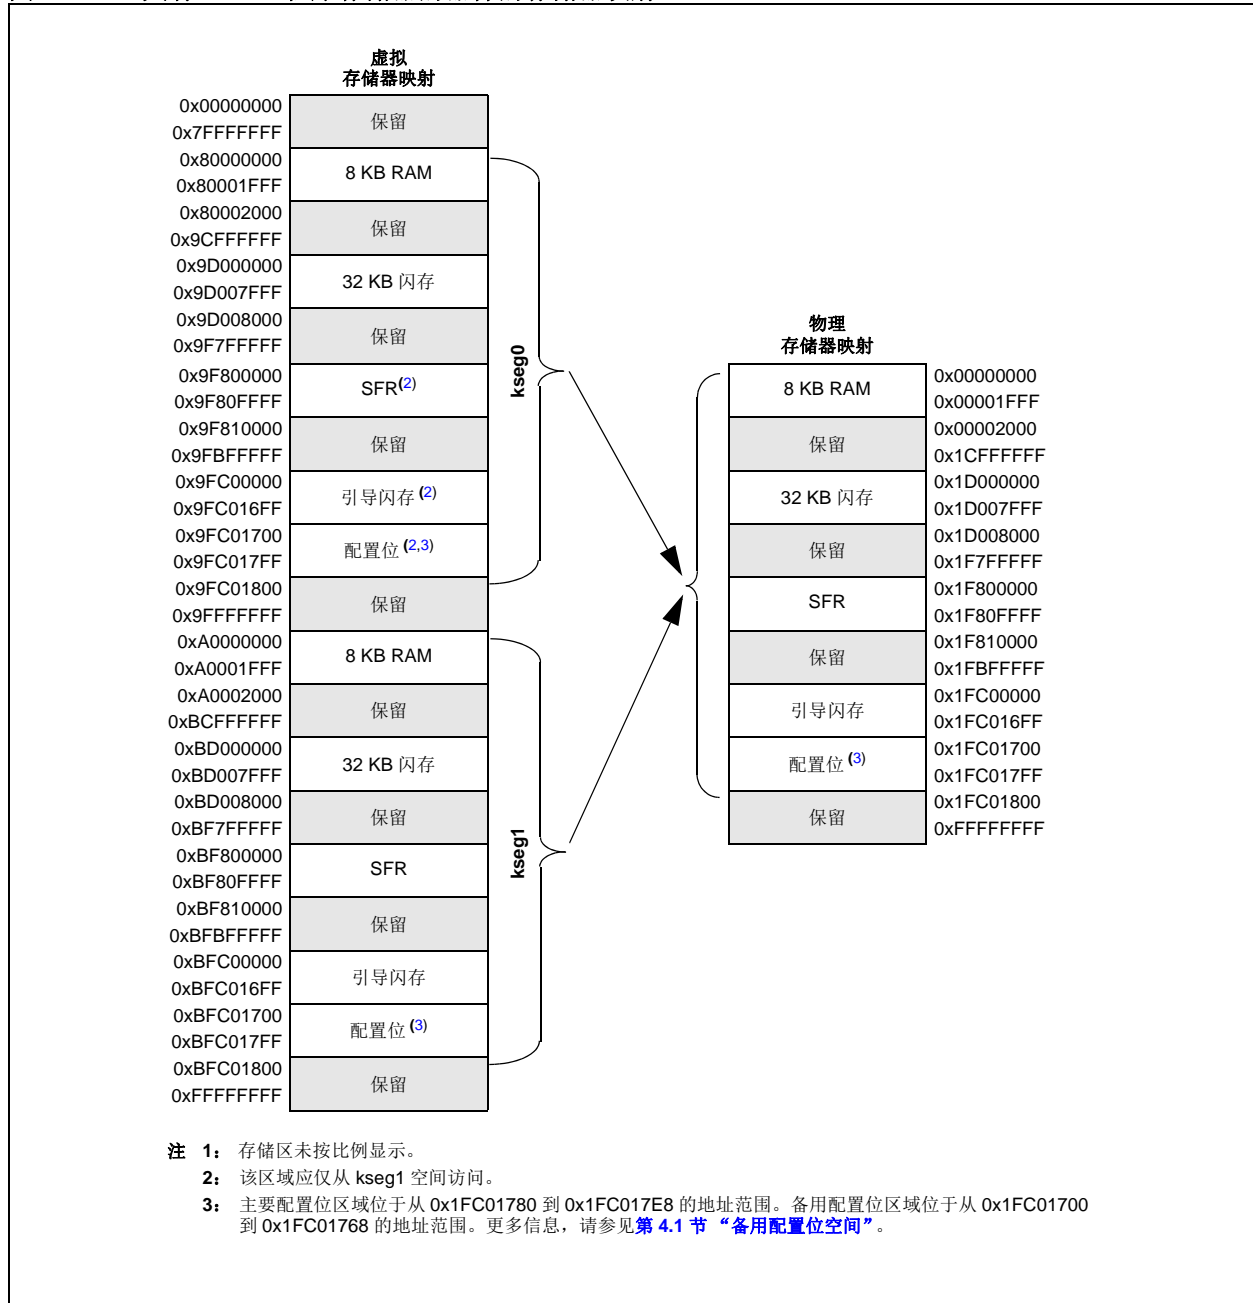 虚拟
存储器映射
0x00000000
保留
0x7FFFFFFF
0x80000000
8 KB RAM
0x80001FFF
0x80002000
保留
0x9CFFFFFF
0x9D000000
32 KB 闪存
0x9D007FFF
0x9D008000
保留
0x9F7FFFFF
0x9F800000
SFR(2)
0x9F80FFFF
0x9F810000
保留
0x9FBFFFFF
0x9FC00000
引导闪存 (2)
0x9FC016FF
0x9FC01700
配置位 (2,3)
0x9FC017FF
0x9FC01800
保留
0x9FFFFFFF
kseg0
0xA0000000
8 KB RAM
0xA0001FFF
0xA0002000
保留
0xBCFFFFFF
0xBD000000
32 KB 闪存
0xBD007FFF
0xBD008000
保留
0xBF7FFFFF
0xBF800000
SFR
0xBF80FFFF
0xBF810000
保留
0xBFBFFFFF
0xBFC00000
引导闪存
0xBFC016FF
0xBFC01700
配置位 (3)
0xBFC017FF
0xBFC01800
保留
0xFFFFFFFF
kseg1
物理
存储器映射
8 KB RAM
0x00000000
0x00001FFF
保留
0x00002000
0x1CFFFFFF
32 KB 闪存
0x1D000000
0x1D007FFF
保留
0x1D008000
0x1F7FFFFF
SFR
0x1F800000
0x1F80FFFF
保留
0x1F810000
0x1FBFFFFF
引导闪存
0x1FC00000
0x1FC016FF
配置位 (3)
0x1FC01700
0x1FC017FF
保留
0x1FC01800
0xFFFFFFFF
注 1： 存储区未按比例显示。
2： 该区域应仅从 kseg1 空间访问。
3： 主要配置位区域位于从 0x1FC01780 到 0x1FC017E8 的地址范围。备用配置位区域位于从 0x1FC01700
到 0x1FC01768 的地址范围。更多信息，请参见第 4.1 节 “备用配置位空间”。